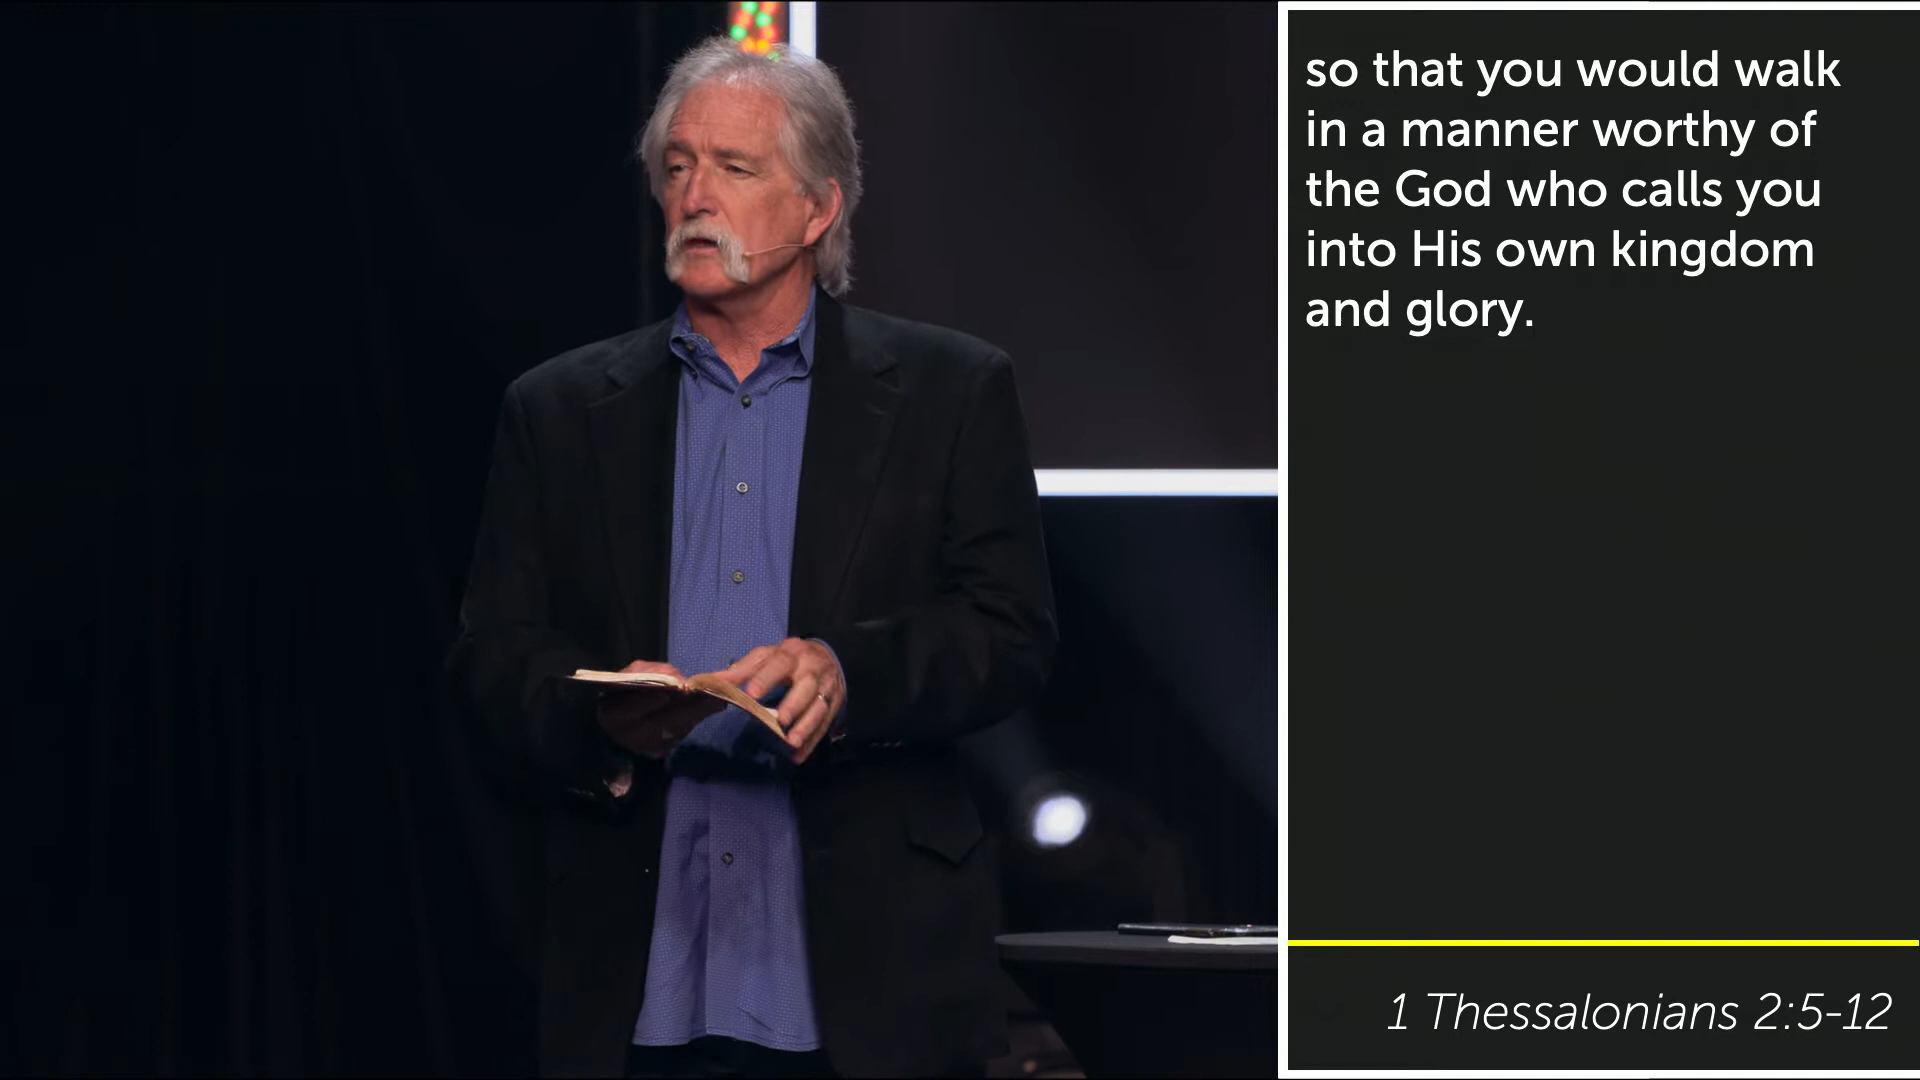 so that you would walk
in a manner worthy of
the God who calls you
into His own kingdom
and glory.
1 Thessalonians 2:5-12